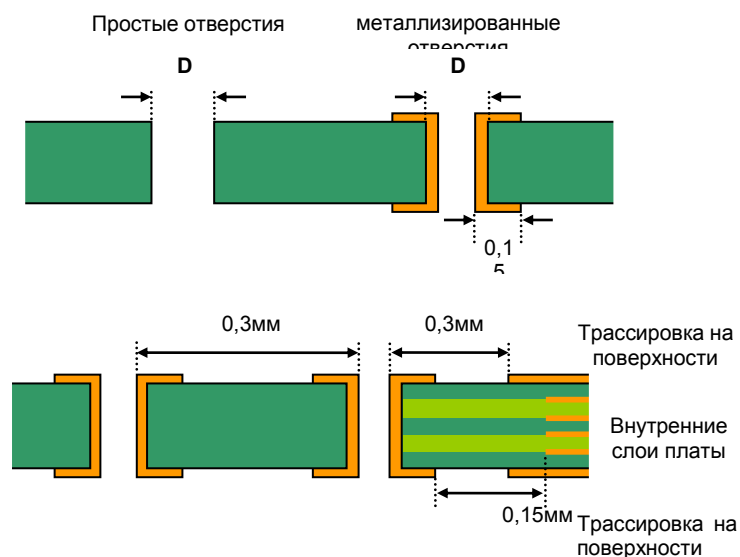 Простые отверстия
металлизированные
отверстия
D
D
0,1
5
0,3мм
0,3мм
Трассировка на
поверхности
Внутренние
слои платы
0,15мм
Трассировка на
поверхности